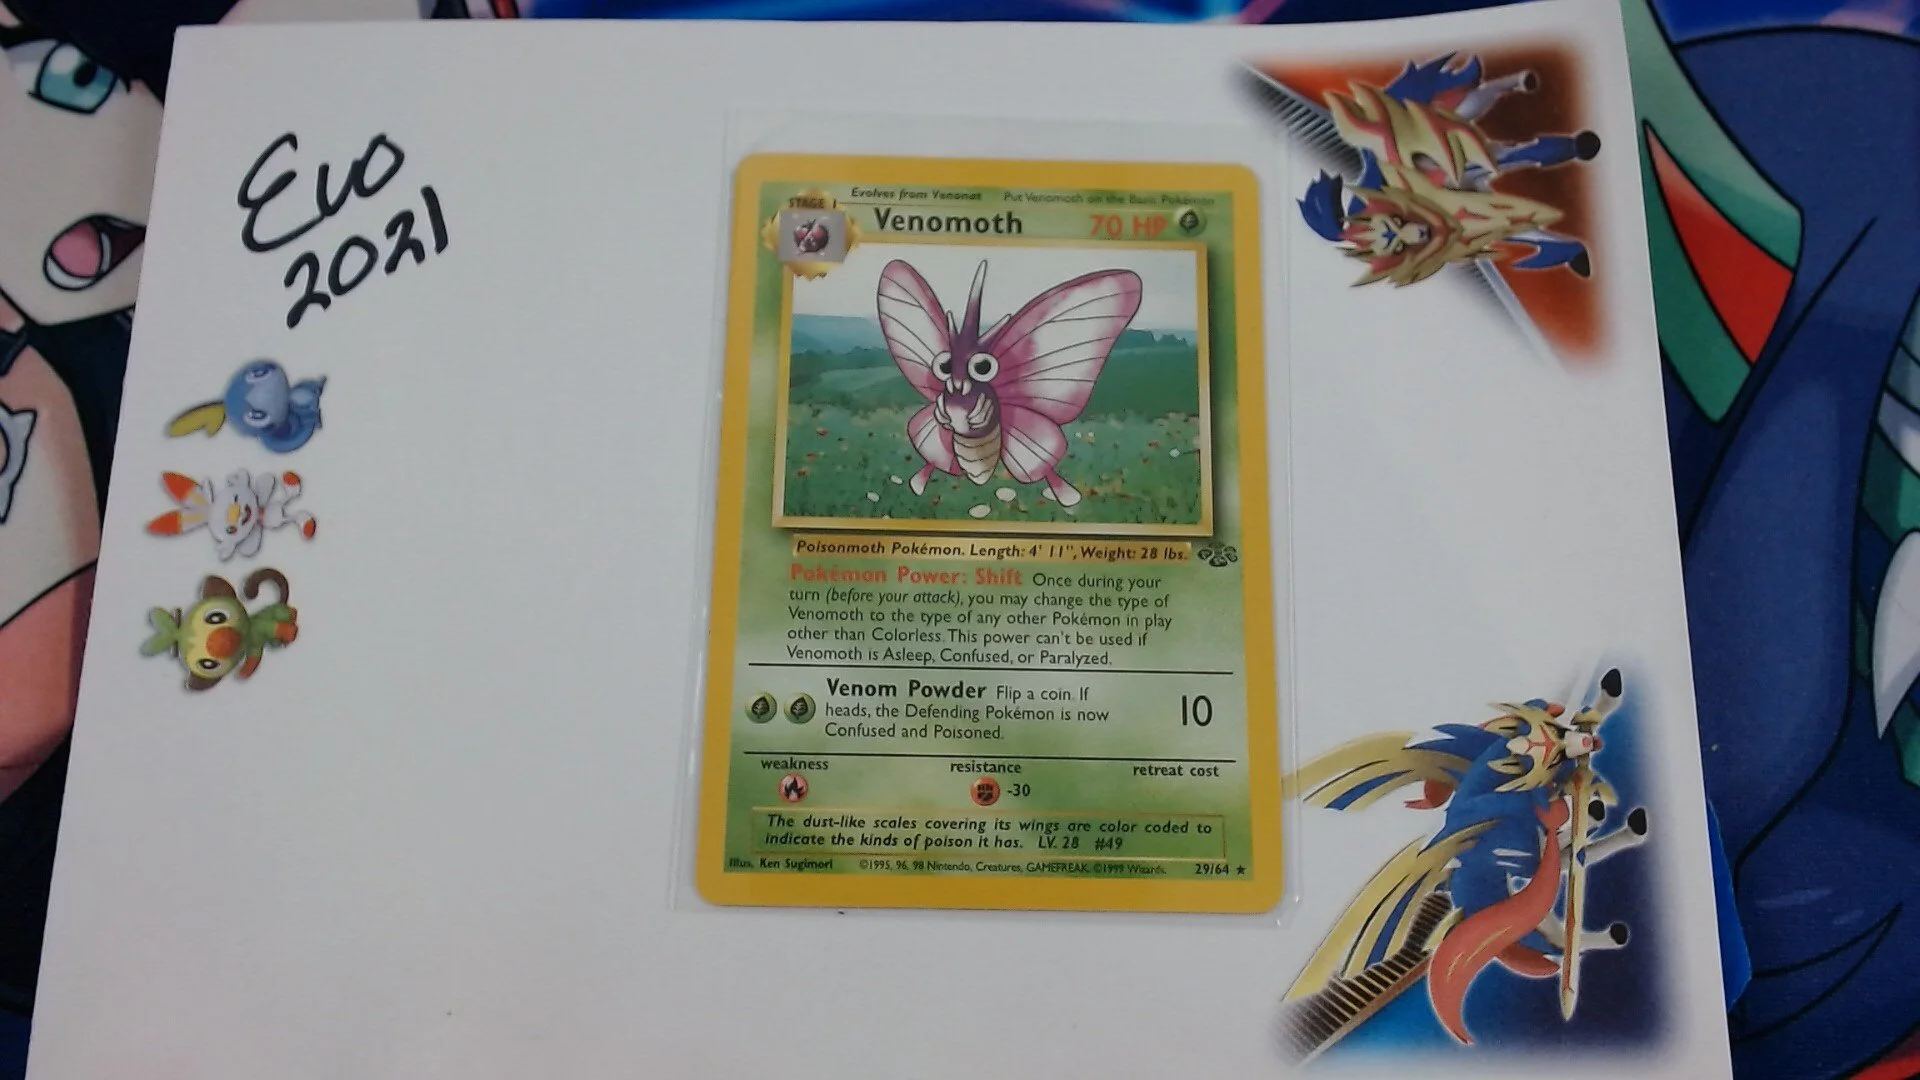 Evo
2021
Evolves from Venonat Put Venomoth on the Basic Pokémon
STAGE 1
Venomoth 70 HP
Poisonmoth Pokémon. Length: 4' 11", Weight: 28 lbs.
Pokémon Power: Shift Once during your
turn (before your attack), you may change the type of
Venomoth to the type of any other Pokémon in play
other than Colorless. This power can't be used if
Venomoth is Asleep, Confused, or Paralyzed.
Venom Powder Flip a coin. If
heads, the Defending Pokémon is now
Confused and Poisoned.
10
weakness resistance retreat cost
-30
The dust-like scales covering its wings are color coded to
indicate the kinds of poison it has. LV. 28 #49
Illus. Ken Sugimori ©1995, 96, 98 Nintendo, Creatures, GAMEFREAK. ©1999 Wizards. 29/64 ★